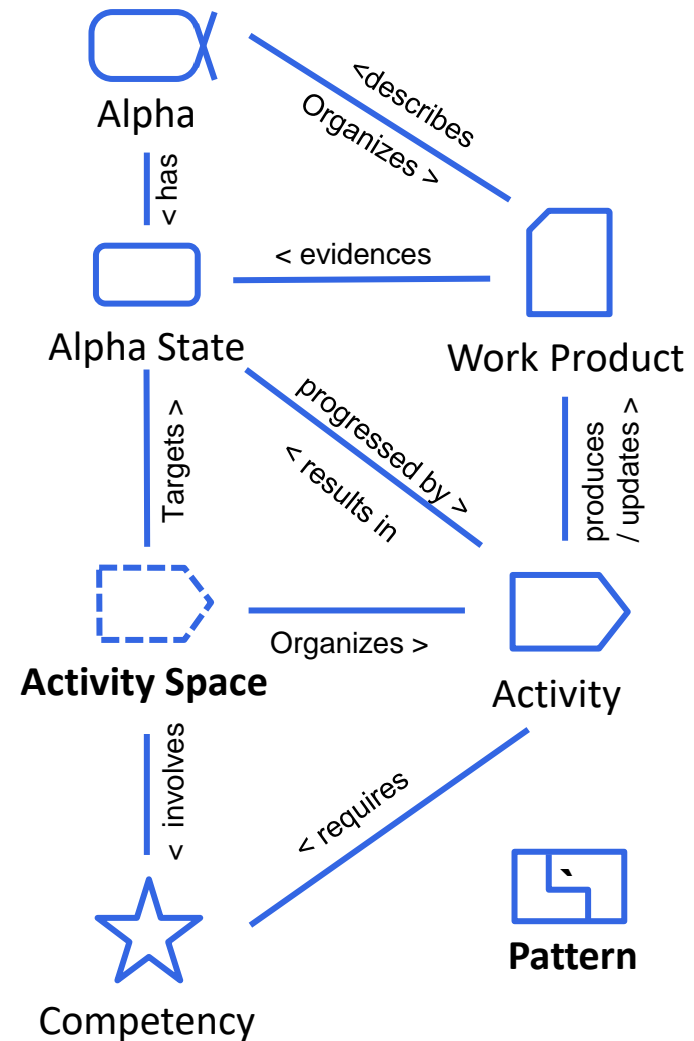 <describes
Organizes >
Alpha
< has
< evidences
Alpha State
Work Product
progressed by >
< results in
Targets >
produces
/ updates >
Organizes >
Activity Space
Activity
< involves
< requires
`
Pattern
Competency